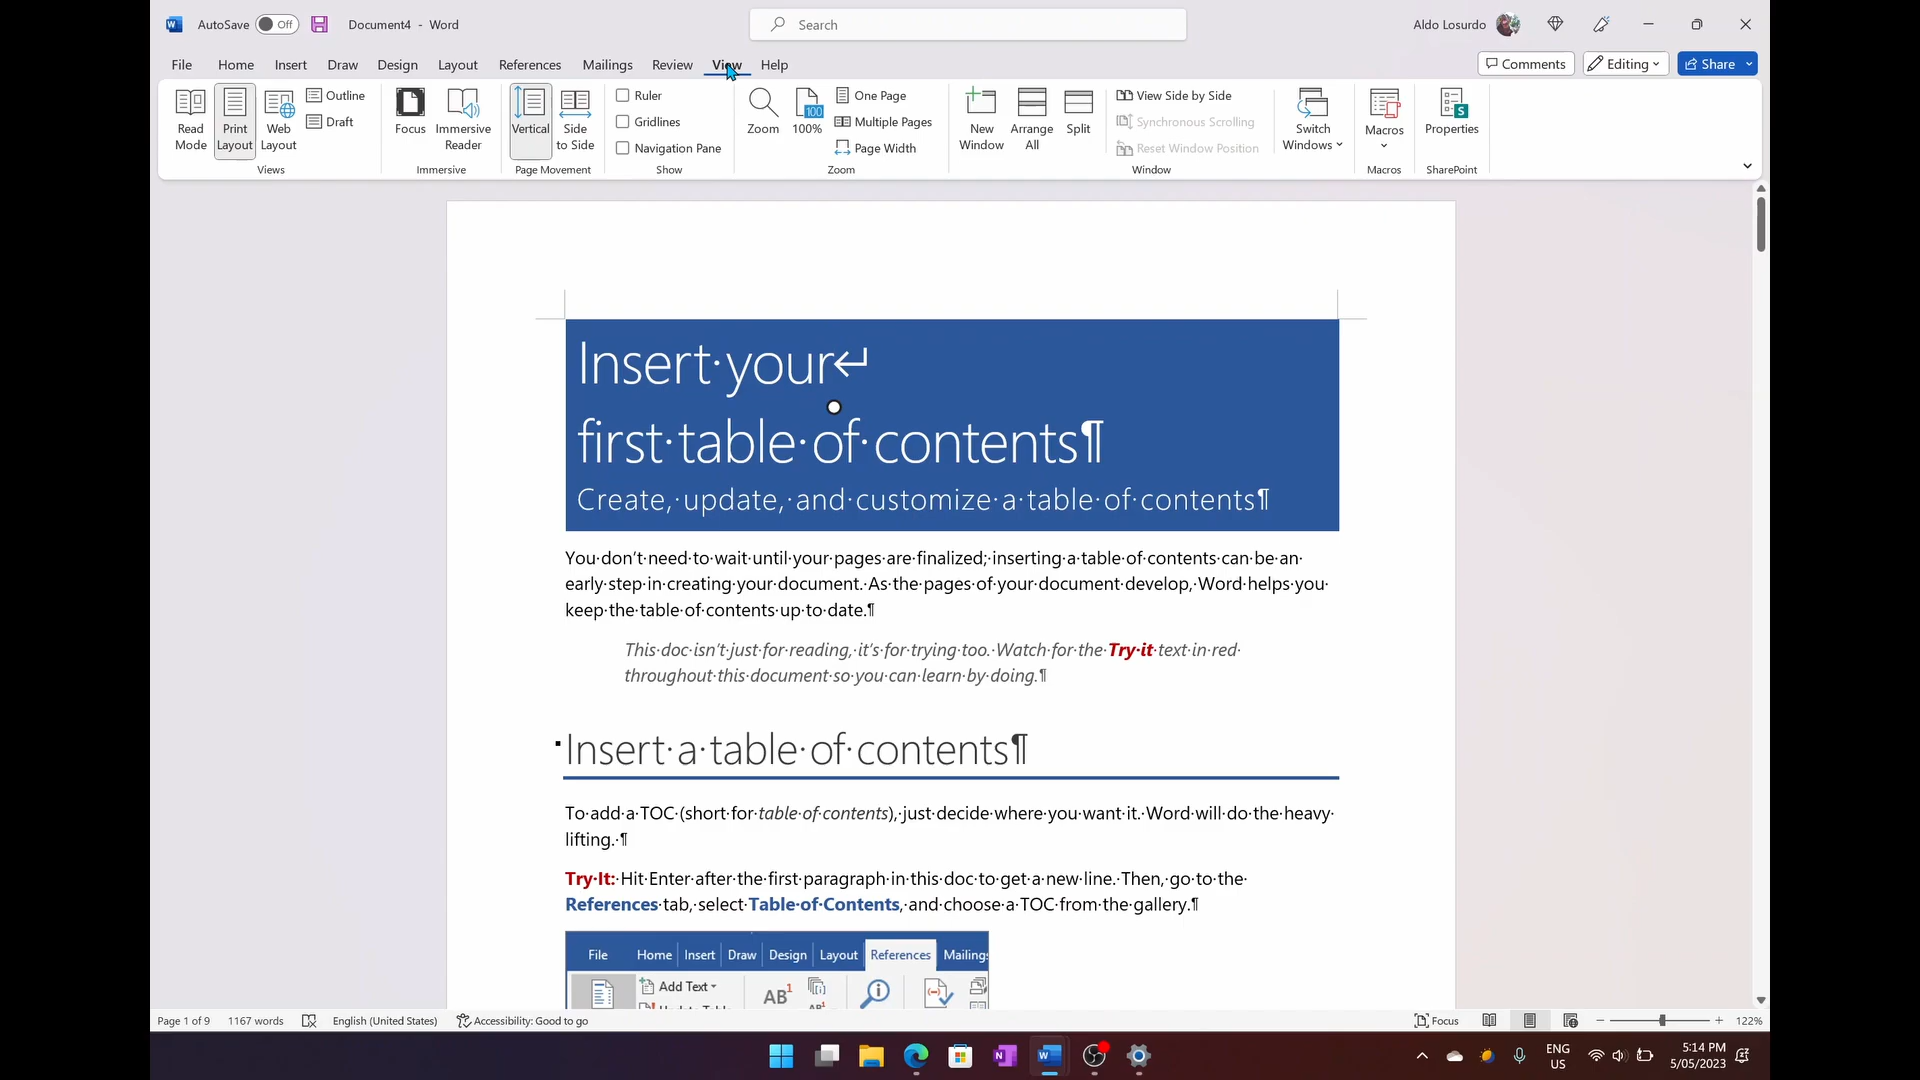 AutoSave Off Document4 - Word Search Aldo Losurdo
File Home Insert Draw Design Layout References Mailings Review View Help Comments Editing Share
Read Mode
Print Layout
Web Layout
Outline
Draft
Views
Focus
Immersive Reader
Immersive
Vertical
Side to Side
Page Movement
Ruler
Gridlines
Navigation Pane
Show
Zoom
100
100%
One Page
Multiple Pages
Page Width
Zoom
New Window
Arrange All
Split
View Side by Side
Synchronous Scrolling
Reset Window Position
Window
Switch Windows
Macros
Macros
Properties
SharePoint
Insert·your↵
first·table·of·contents¶
Create,·update,·and·customize·a·table·of·contents¶
You·don't·need·to·wait·until·your·pages·are·finalized;·inserting·a·table·of·contents·can·be·an·
early·step·in·creating·your·document.·As·the·pages·of·your·document·develop,·Word·helps·you·
keep·the·table·of·contents·up·to·date.¶
This·doc·isn't·just·for·reading,·it's·for·trying·too.·Watch·for·the·Try·it·text·in·red·
throughout·this·document·so·you·can·learn·by·doing.¶
Insert·a·table·of·contents¶
To·add·a·TOC·(short·for·table·of·contents),·just·decide·where·you·want·it.·Word·will·do·the·heavy·
lifting.·¶
Try·It:·Hit·Enter·after·the·first·paragraph·in·this·doc·to·get·a·new·line.·Then,·go·to·the·
References·tab,·select·Table·of·Contents,·and·choose·a·TOC·from·the·gallery.¶
File Home Insert Draw Design Layout References Mailings
Add Text
AB1
Page 1 of 9 1167 words English (United States) Accessibility: Good to go Focus 122%
ENG
US
5:14 PM
5/05/2023